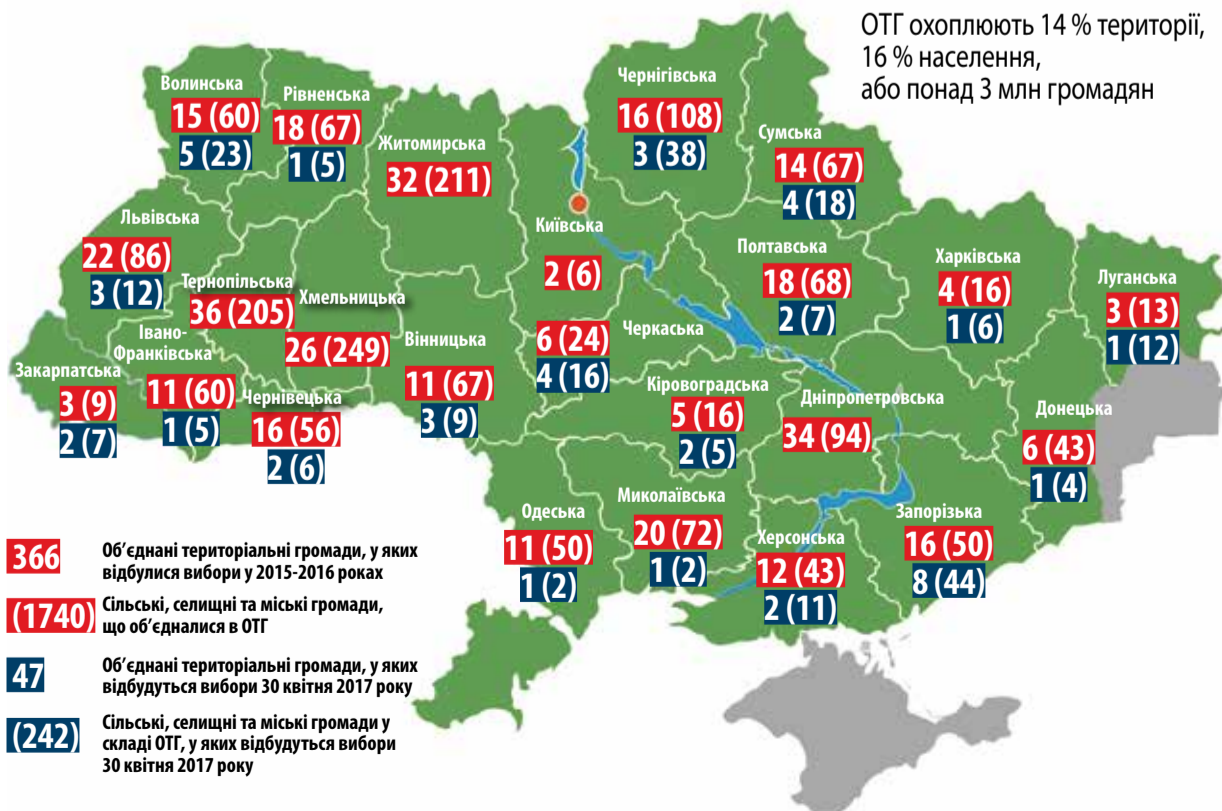 ОТГ охоплюють 14 % території,
16 % населення,
або понад 3 млн громадян
Волинська
15 (60)
5 (23)
Рівненська
18 (67)
1 (5)
Житомирська
32 (211)
Чернігівська
16 (108)
3 (38)
Сумська
14 (67)
4 (18)
Львівська
22 (86)
3 (12)
Тернопільська
36 (205)
Хмельницька
26 (249)
Київська
2 (6)
Полтавська
18 (68)
2 (7)
Харківська
4 (16)
1 (6)
Луганська
3 (13)
1 (12)
Закарпатська
3 (9)
2 (7)
Івано-
Франківська
11 (60)
1 (5)
Чернівецька
16 (56)
2 (6)
Вінницька
11 (67)
3 (9)
Черкаська
6 (24)
4 (16)
Кіровоградська
5 (16)
2 (5)
Дніпропетровська
34 (94)
Донецька
6 (43)
1 (4)
Одеська
11 (50)
1 (2)
Миколаївська
20 (72)
1 (2)
Херсонська
12 (43)
2 (11)
Запорізька
16 (50)
8 (44)
366
Об’єднані територіальні громади, у яких
відбулися вибори у 2015-2016 роках
(1740)
Сільські, селищні та міські громади,
що об’єдналися в ОТГ
47
Об’єднані територіальні громади, у яких
відбудуться вибори 30 квітня 2017 року
(242)
Сільські, селищні та міські громади у
складі ОТГ, у яких відбудуться вибори
30 квітня 2017 року